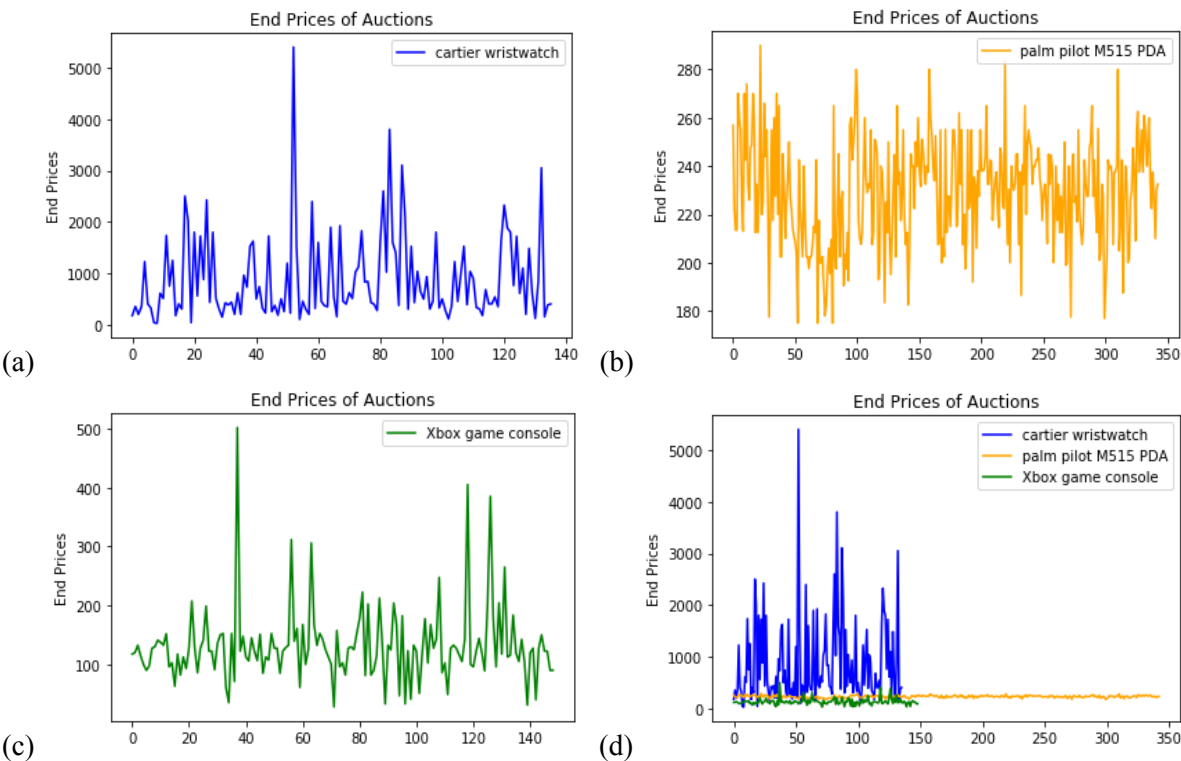 End Prices of Auctions
cartier wristwatch
End Prices
5000
4000
3000
2000
1000
0
0 20 40 60 80 100 120 140
(a)
End Prices of Auctions
palm pilot M515 PDA
End Prices
280
260
240
220
200
180
0 50 100 150 200 250 300 350
(b)
End Prices of Auctions
Xbox game console
End Prices
500
400
300
200
100
0 20 40 60 80 100 120 140
(c)
End Prices of Auctions
cartier wristwatch
palm pilot M515 PDA
Xbox game console
End Prices
5000
4000
3000
2000
1000
0
0 50 100 150 200 250 300 350
(d)